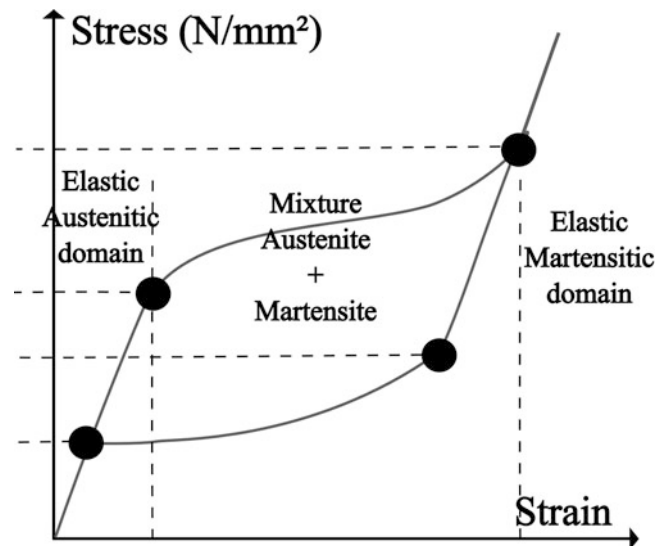 Stress (N/mm²)
Elastic
Austenitic
domain
Mixture
Austenite
+
Martensite
Elastic
Martensitic
domain
Strain